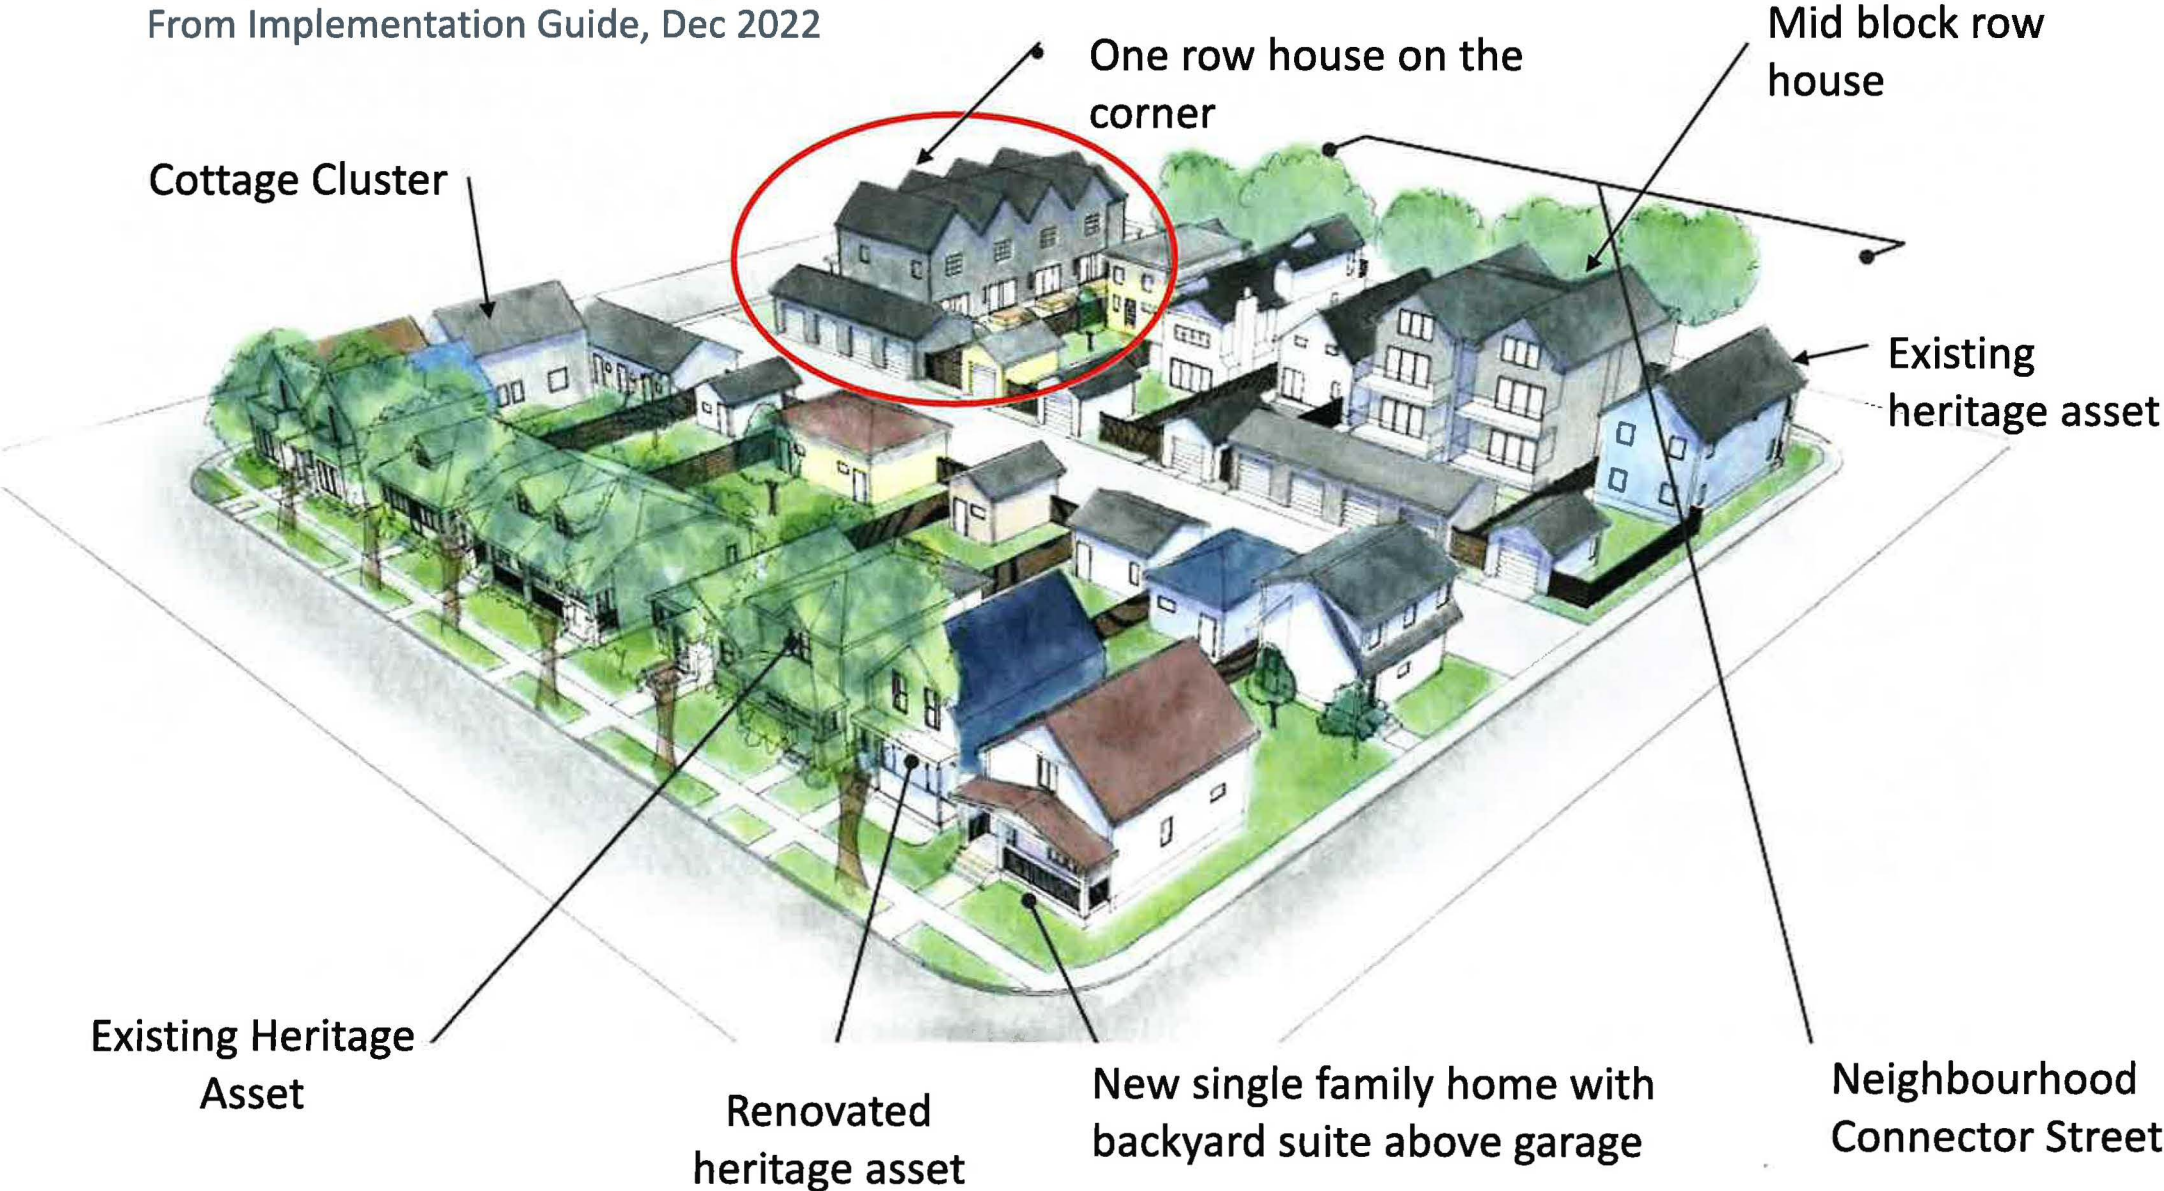 From Implementation Guide, Dec 2022
One row house on the
corner
Mid block row
house
Cottage Cluster
Existing
heritage asset
Existing Heritage
Asset
Renovated
heritage asset
New single family home with
backyard suite above garage
Neighbourhood
Connector Street